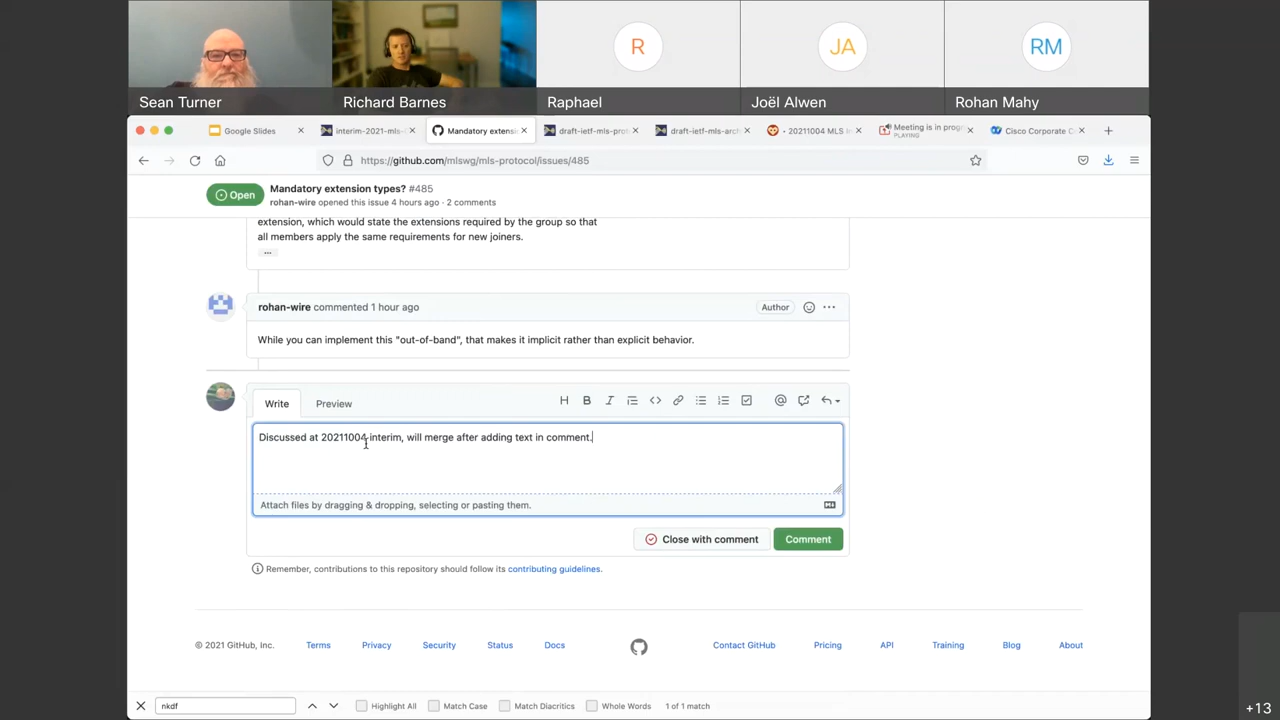 R
JA
RM
Sean Turner
Richard Barnes
Raphael
Joël Alwen
Rohan Mahy
Google Slides
interim-2021-mls-
Mandatory extensi
draft-ietf-mls-prot
draft-ietf-mls-arc
20211004 MLS I
Meeting is in prog
PLAYING
Cisco Corporate C
https://github.com/mlswg/mls-protocol/issues/485
Open
Mandatory extension types? #485
rohan-wire opened this issue 4 hours ago · 2 comments
extension, which would state the extensions required by the group so that
all members apply the same requirements for new joiners.
...
rohan-wire commented 1 hour ago
Author
While you can implement this "out-of-band", that makes it implicit rather than explicit behavior.
Write
Preview
Discussed at 20211004 interim, will merge after adding text in comment.
Attach files by dragging & dropping, selecting or pasting them.
Close with comment
Comment
Remember, contributions to this repository should follow its contributing guidelines.
© 2021 GitHub, Inc.
Terms
Privacy
Security
Status
Docs
Contact GitHub
Pricing
API
Training
Blog
About
nkdf
Highlight All
Match Case
Match Diacritics
Whole Words
1 of 1 match
+13